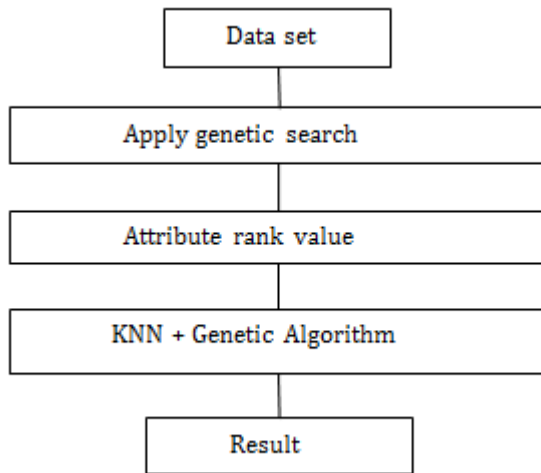 Data set
Apply genetic search
Attribute rank value
KNN + Genetic Algorithm
Result